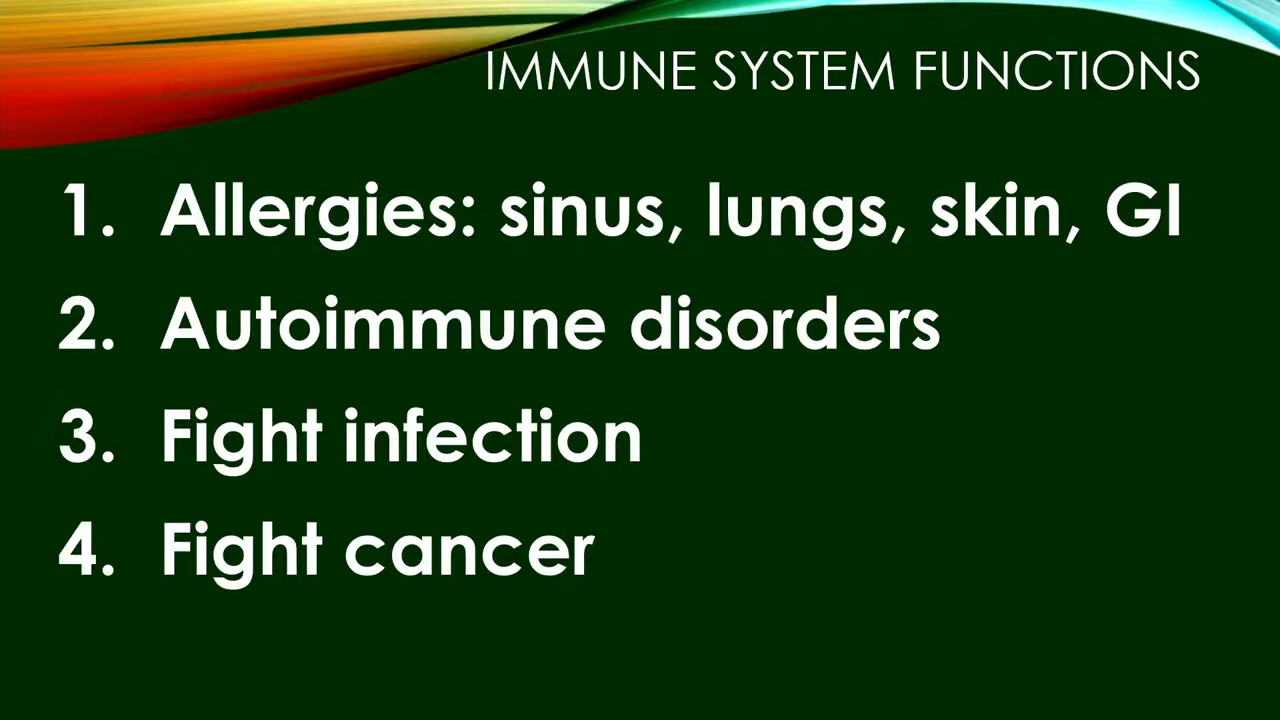 IMMUNE SYSTEM FUNCTIONS
1. Allergies: sinus, lungs, skin, GI
2. Autoimmune disorders
3. Fight infection
4. Fight cancer